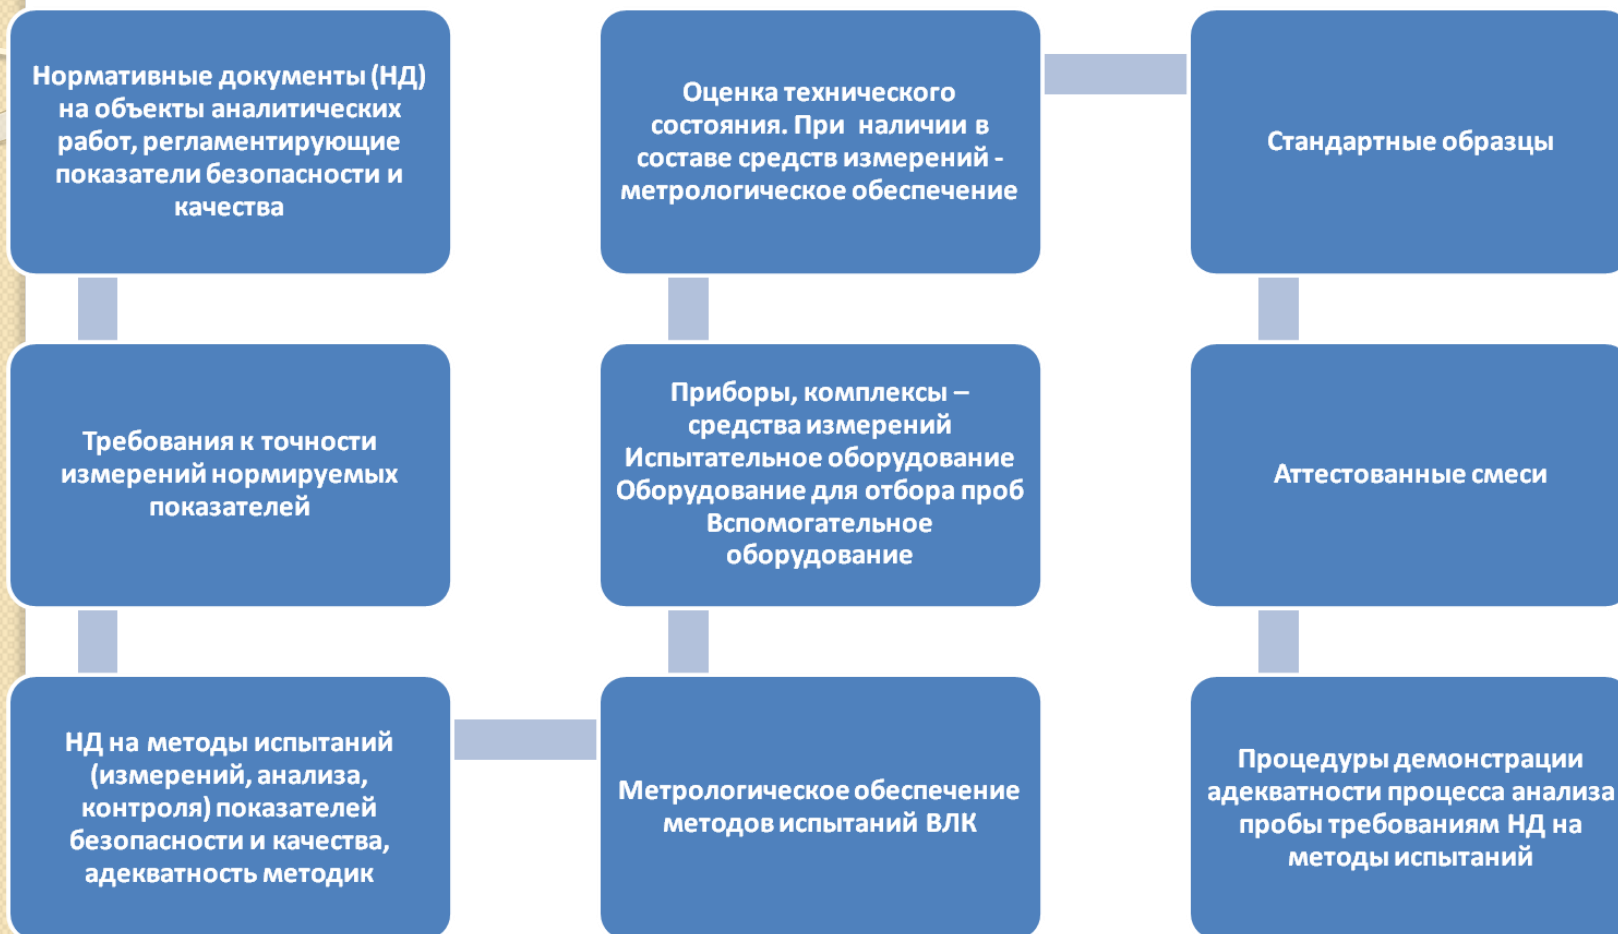 Нормативные документы (НД)
на объекты аналитических
работ, регламентирующие
показатели безопасности и
качества
Требования к точности
измерений нормируемых
показателей
НД на методы испытаний
(измерений, анализа,
контроля) показателей
безопасности и качества,
адекватность методик
Метрологическое обеспечение
методов испытаний ВЛК
Приборы, комплексы –
средства измерений
Испытательное оборудование
Оборудование для отбора проб
Вспомогательное
оборудование
Оценка технического
состояния. При  наличии в
составе средств измерений -
метрологическое обеспечение
Стандартные образцы
Аттестованные смеси
Процедуры демонстрации
адекватности процесса анализа
пробы требованиям НД на
методы испытаний